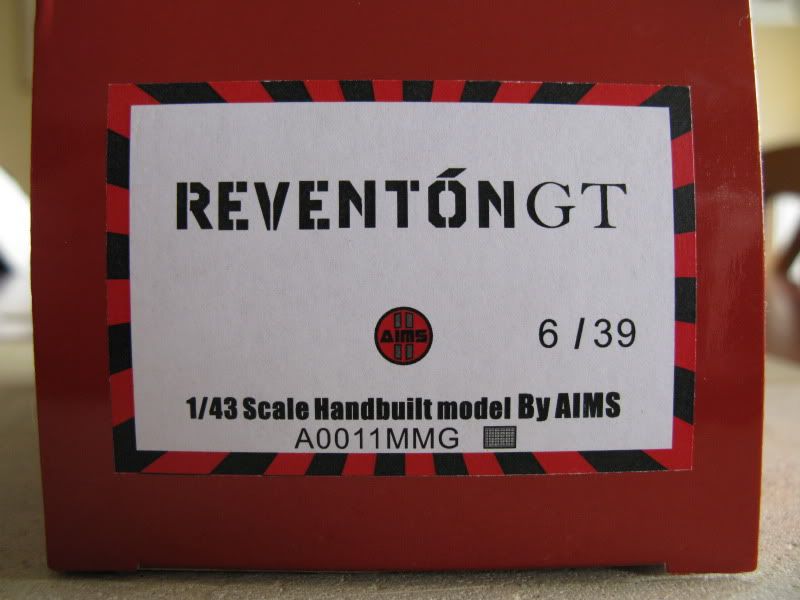 REVENTÓNGT
AIMS
6 / 39
1/43 Scale Handbuilt model By AIMS
A0011MMG